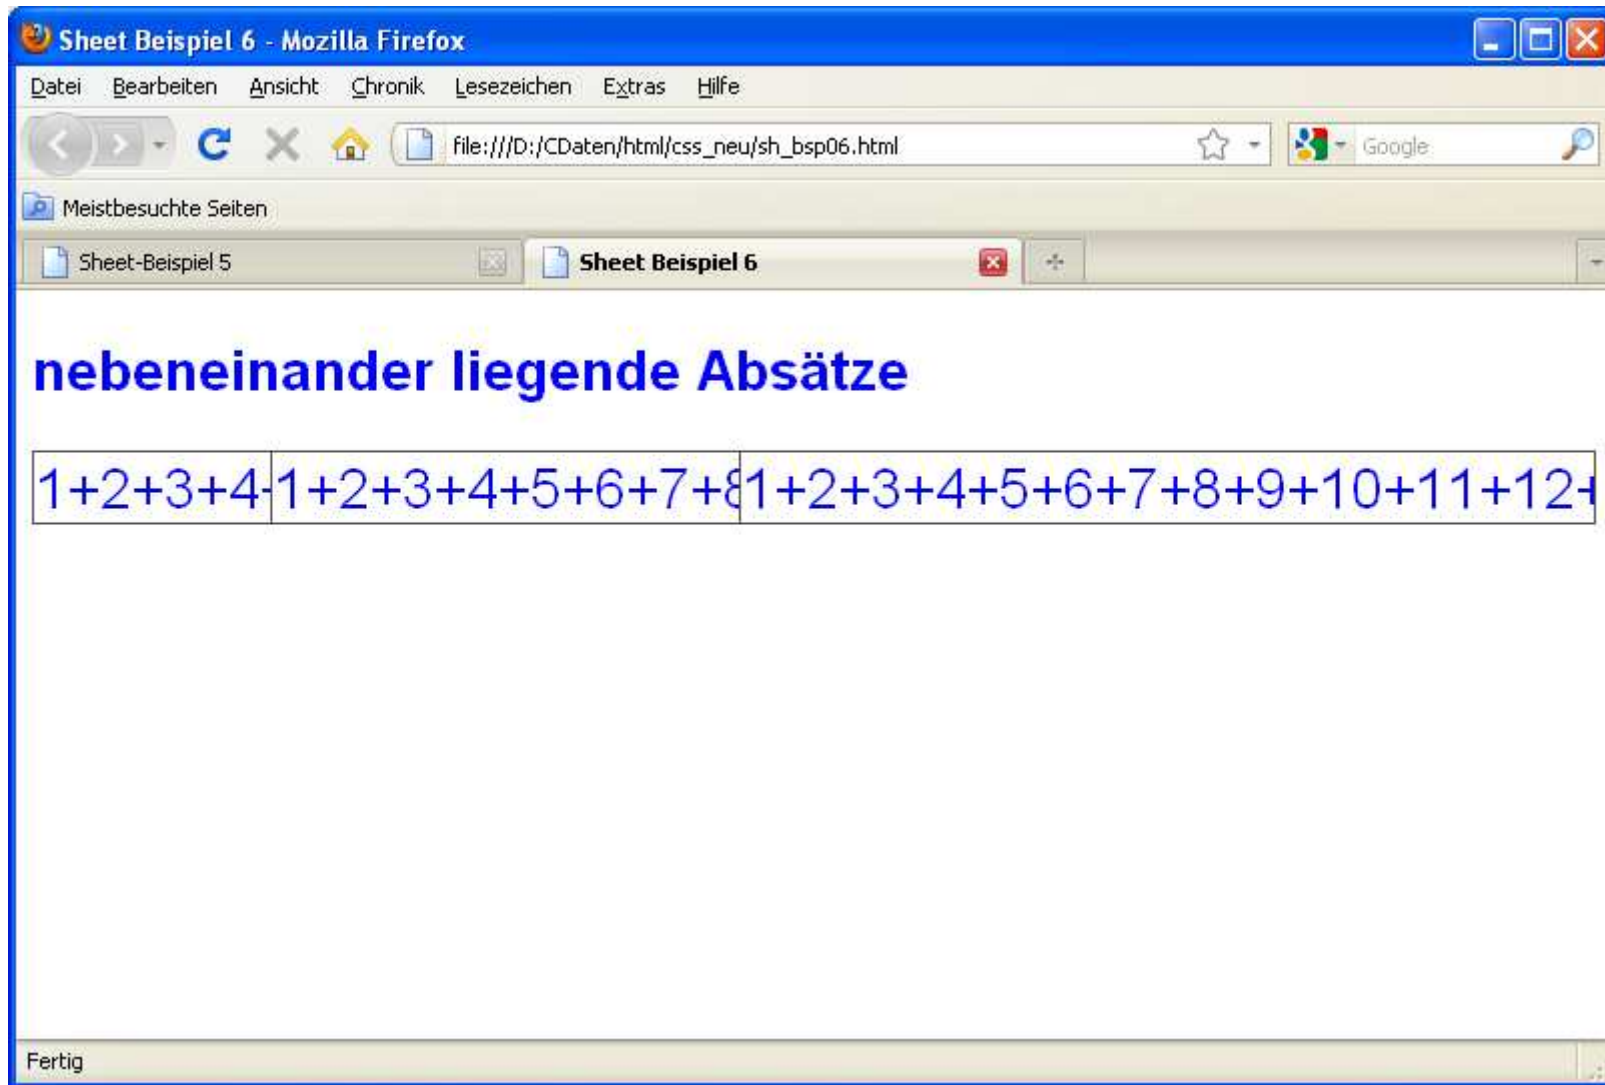 Sheet Beispiel 6 - Mozilla Firefox
Datei Bearbeiten Ansicht Chronik Lesezeichen Extras Hilfe
file:///D:/CDaten/html/css_neu/sh_bsp06.html Google
Meistbesuchte Seiten
Sheet-Beispiel 5 Sheet Beispiel 6
nebeneinander liegende Absätze
1+2+3+4+ 1+2+3+4+5+6+7+8 1+2+3+4+5+6+7+8+9+10+11+12+
Fertig